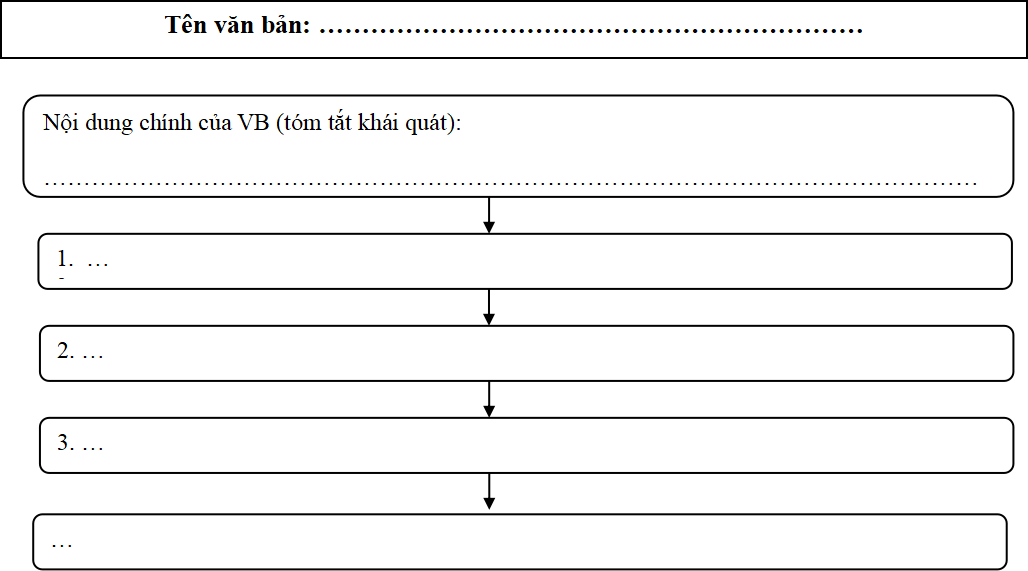 Tên văn bản: ……………………………………………………
Nội dung chính của VB (tóm tắt khái quát):
…………………………………………………………………………………………………
1. …
2. …
3. …
…